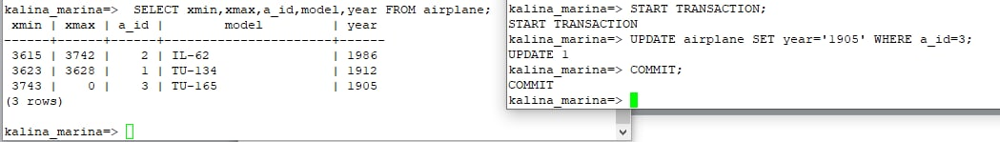 kalina_marina=>  SELECT xmin,xmax,a_id,model,year FROM airplane;
 xmin | xmax | a_id |         model          | year
------+------+------+------------------------+------
 3615 | 3742 |    2 | IL-62                  | 1986
 3623 | 3628 |    1 | TU-134                 | 1912
 3743 |    0 |    3 | TU-165                 | 1905
(3 rows)
kalina_marina=>
kalina_marina=> START TRANSACTION;
START TRANSACTION
kalina_marina=> UPDATE airplane SET year='1905' WHERE a_id=3;
UPDATE 1
kalina_marina=> COMMIT;
COMMIT
kalina_marina=>